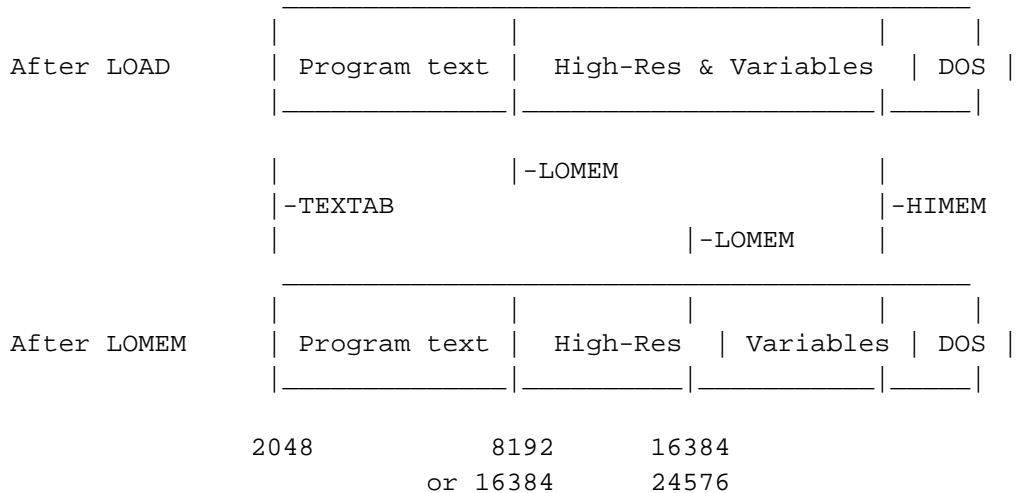 After LOAD | Program text | High-Res & Variables | DOS |
|-LOMEM
|-TEXTAB |-HIMEM
|-LOMEM
After LOMEM | Program text | High-Res | Variables | DOS |
2048 8192 16384
or 16384 24576